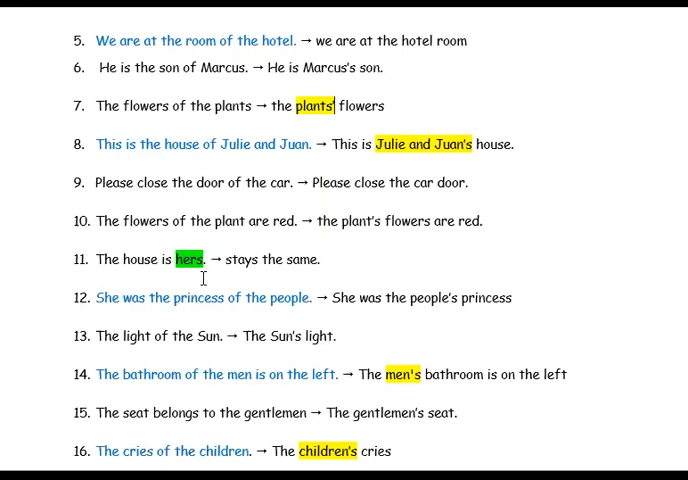 5. We are at the room of the hotel. → we are at the hotel room
6. He is the son of Marcus. → He is Marcus's son.
7. The flowers of the plants → the plants' flowers
8. This is the house of Julie and Juan. → This is Julie and Juan's house.
9. Please close the door of the car. → Please close the car door.
10. The flowers of the plant are red. → the plant's flowers are red.
11. The house is hers. → stays the same.
12. She was the princess of the people. → She was the people's princess
13. The light of the Sun. → The Sun's light.
14. The bathroom of the men is on the left. → The men's bathroom is on the left
15. The seat belongs to the gentlemen → The gentlemen's seat.
16. The cries of the children. → The children's cries